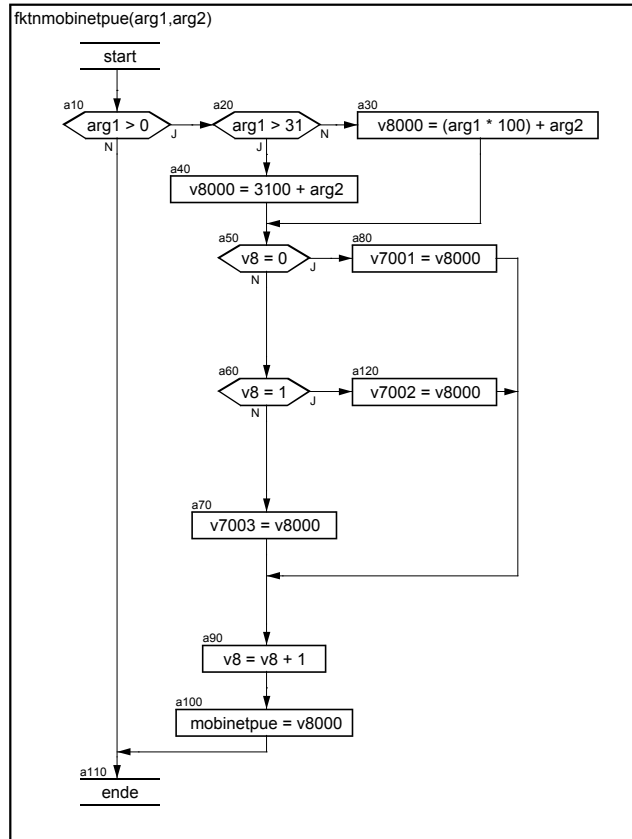 fktnmobinetpue(arg1,arg2)
start
a10
arg1 > 0
J
N
a20
arg1 > 31
N
J
a30
v8000 = (arg1 * 100) + arg2
a40
v8000 = 3100 + arg2
a50
v8 = 0
J
N
a80
v7001 = v8000
a60
v8 = 1
J
N
a120
v7002 = v8000
a70
v7003 = v8000
a90
v8 = v8 + 1
a100
mobinetpue = v8000
a110
ende